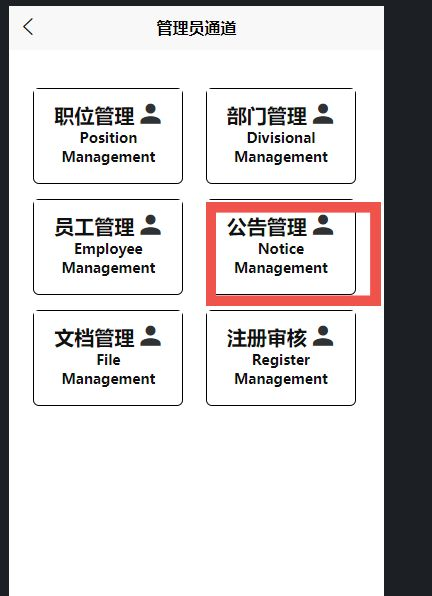 管理员通道
职位管理
Position
Management
部门管理
Divisional
Management
员工管理
Employee
Management
公告管理
Notice
Management
文档管理
File
Management
注册审核
Register
Management